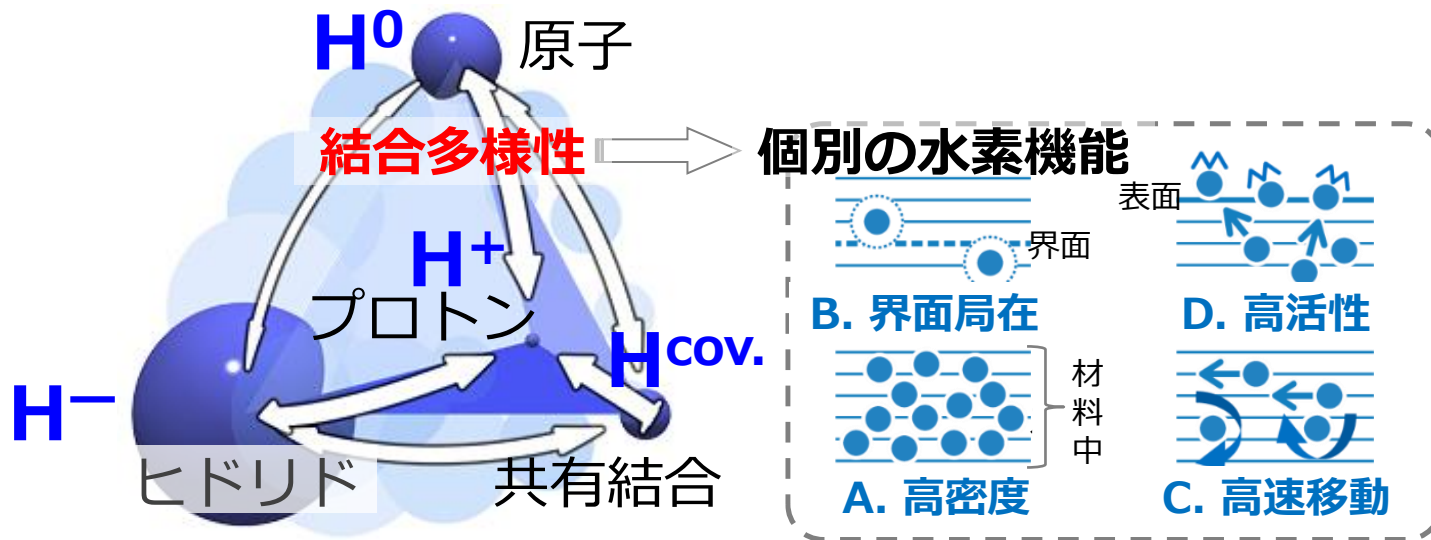 H⁰ 原子
結合多様性
H⁺
プロトン
Hᶜᵒᵛ·
H⁻
ヒドリド
共有結合
個別の水素機能
界面
B. 界面局在
表面
D. 高活性
材料中
A. 高密度
C. 高速移動